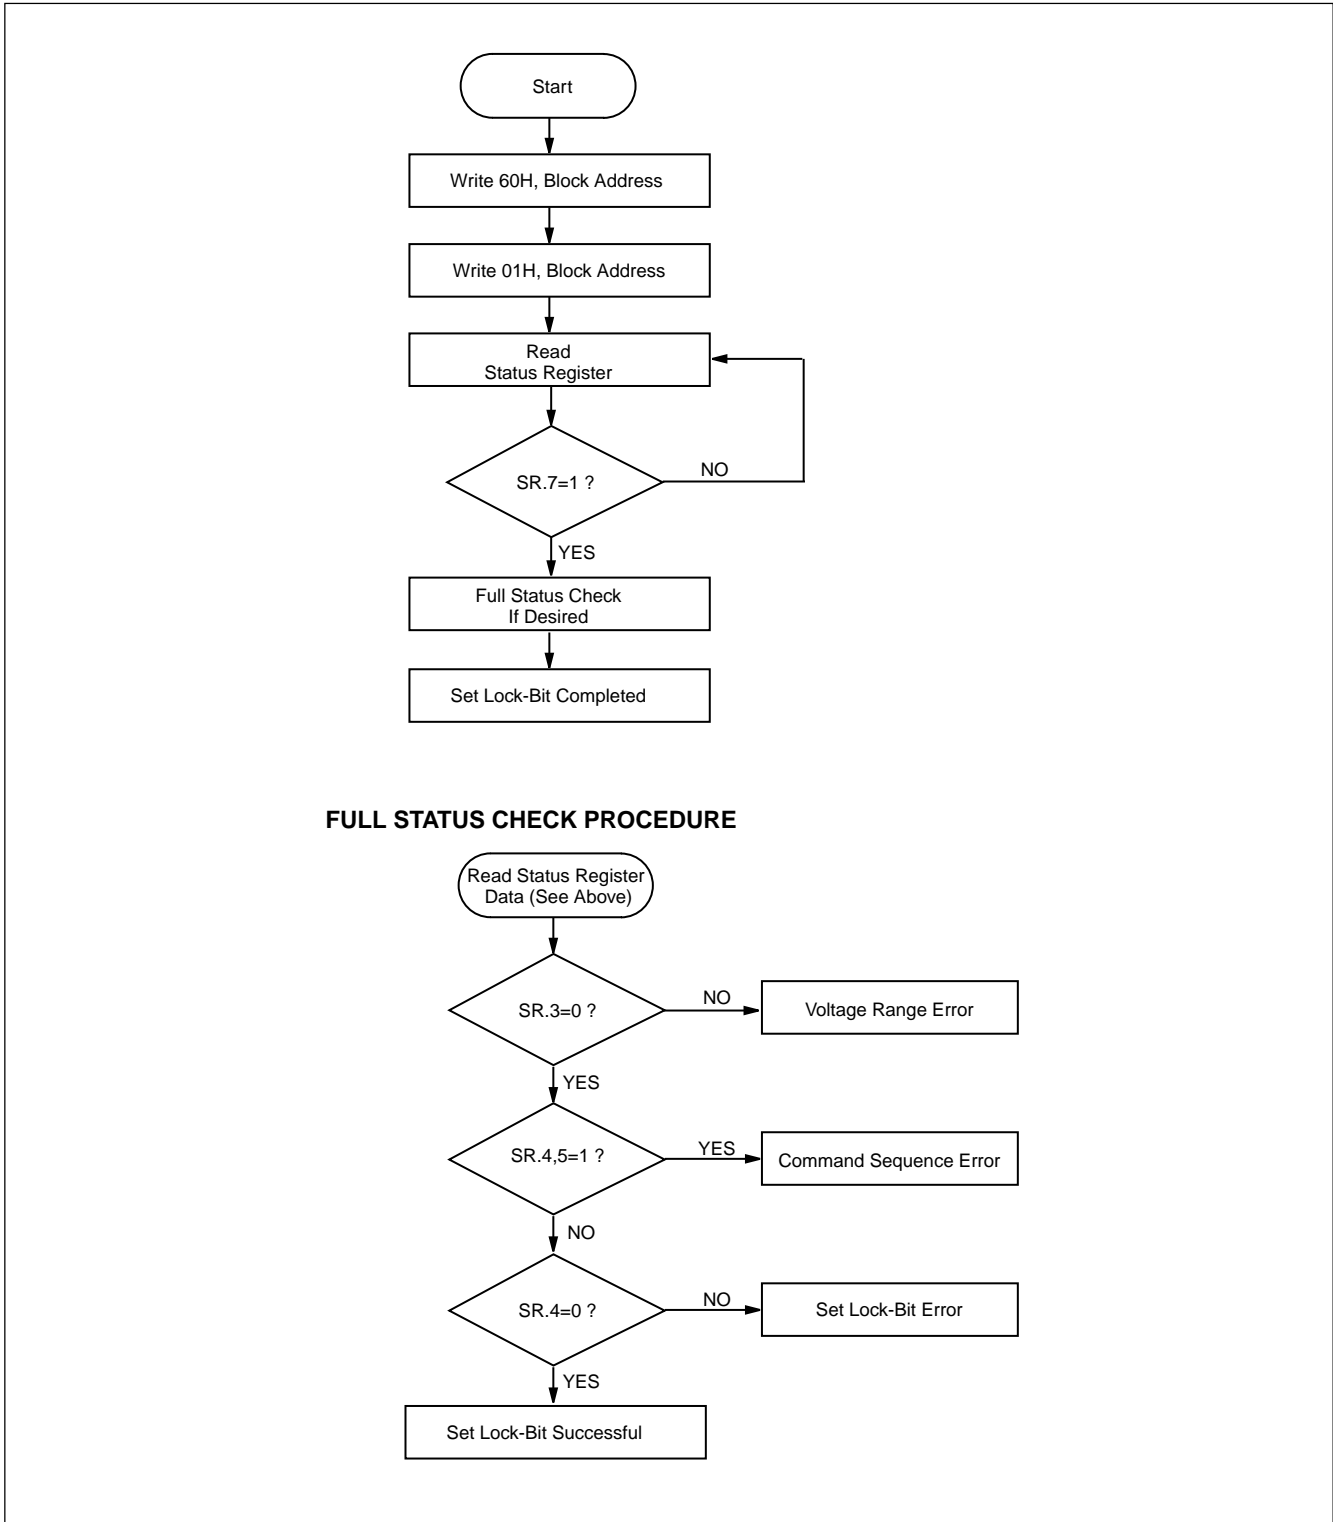 Start
Write 60H, Block Address
Write 01H, Block Address
Read
Status Register
SR.7=1 ?
NO
YES
Full Status Check
If Desired
Set Lock-Bit Completed
FULL STATUS CHECK PROCEDURE
Read Status Register
Data (See Above)
SR.3=0 ?
NO
Voltage Range Error
YES
SR.4,5=1 ?
YES
Command Sequence Error
NO
SR.4=0 ?
NO
Set Lock-Bit Error
YES
Set Lock-Bit Successful